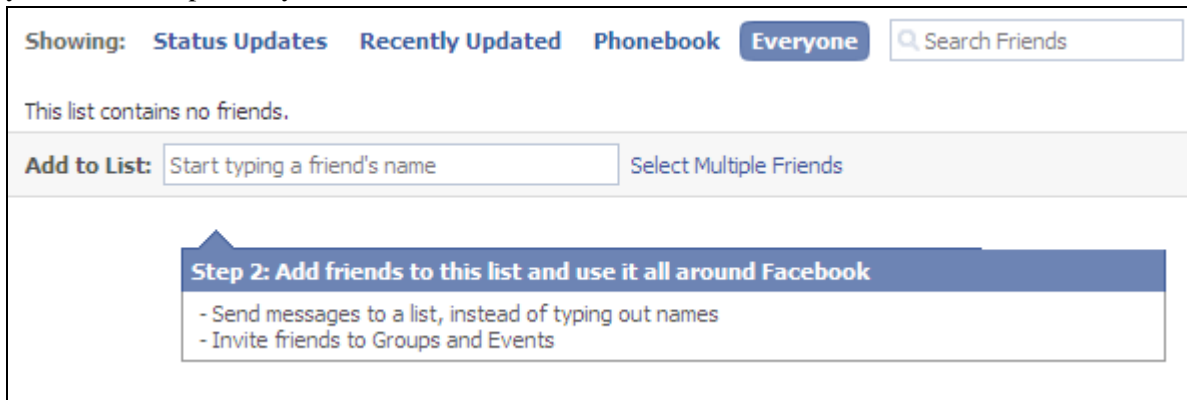 Showing: Status Updates Recently Updated Phonebook Everyone Search Friends
This list contains no friends.
Add to List: Start typing a friend's name Select Multiple Friends
Step 2: Add friends to this list and use it all around Facebook
- Send messages to a list, instead of typing out names
- Invite friends to Groups and Events